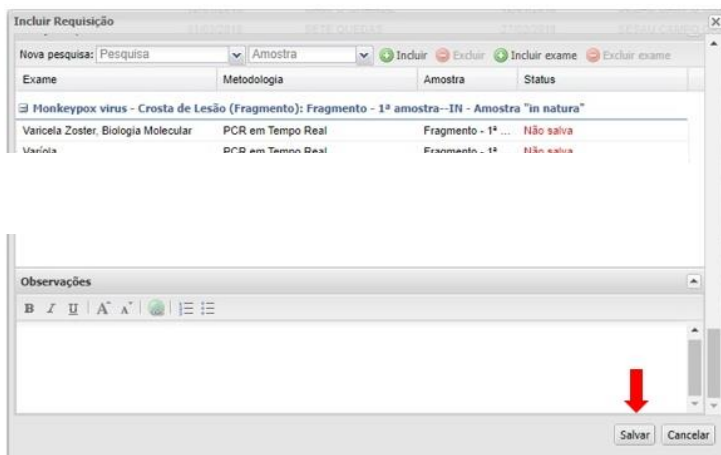 Incluir Requisição
Nova pesquisa: Pesquisa Amostra Incluir Excluir Incluir exame Excluir exame
Exame Metodologia Amostra Status
Monkeypox virus - Crosta de Lesão (Fragmento): Fragmento - 1ª amostra--IN - Amostra "in natura"
Varicela Zoster, Biologia Molecular PCR em Tempo Real Fragmento - 1ª ... Não salva
Varíola PCR em Tempo Real Fragmento - 1ª Não salva
Observações
B I U A A
Salvar Cancelar